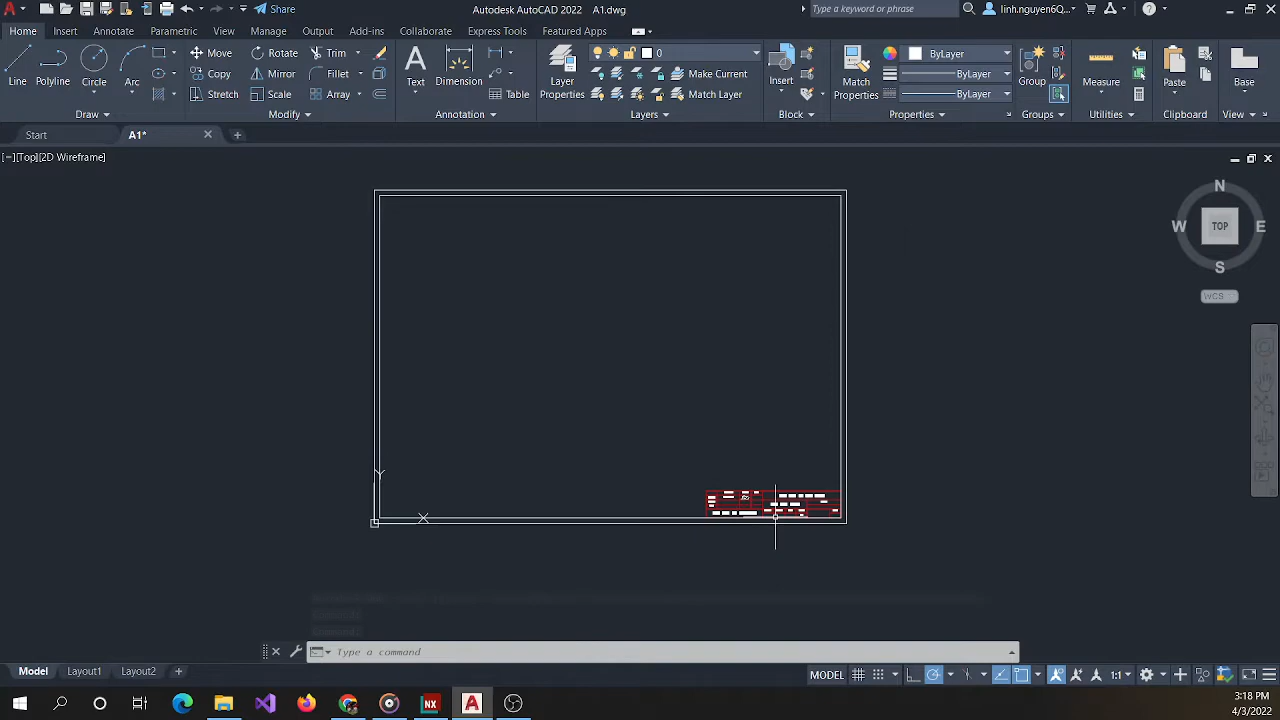 Share
Autodesk AutoCAD 2022 A1.dwg
Type a keyword or phrase
linh.nguyen6Q...
Home Insert Annotate Parametric View Manage Output Add-ins Collaborate Express Tools Featured Apps
Line Polyline Circle Arc
Move Rotate Trim
Copy Mirror Fillet
Stretch Scale Array
Text Dimension Table
Layer Properties
0
Make Current
Match Layer
Insert
Match Properties
ByLayer
ByLayer
ByLayer
Group Measure Paste Base
Draw Modify Annotation Layers Block Properties Groups Utilities Clipboard View
Start A1*
[−][Top][2D Wireframe]
N
W TOP E
S
WCS
Y
X
Type a command
Model Layout1 Layout2 +
MODEL 1:1
NX A
3:18 PM
4/3/2022